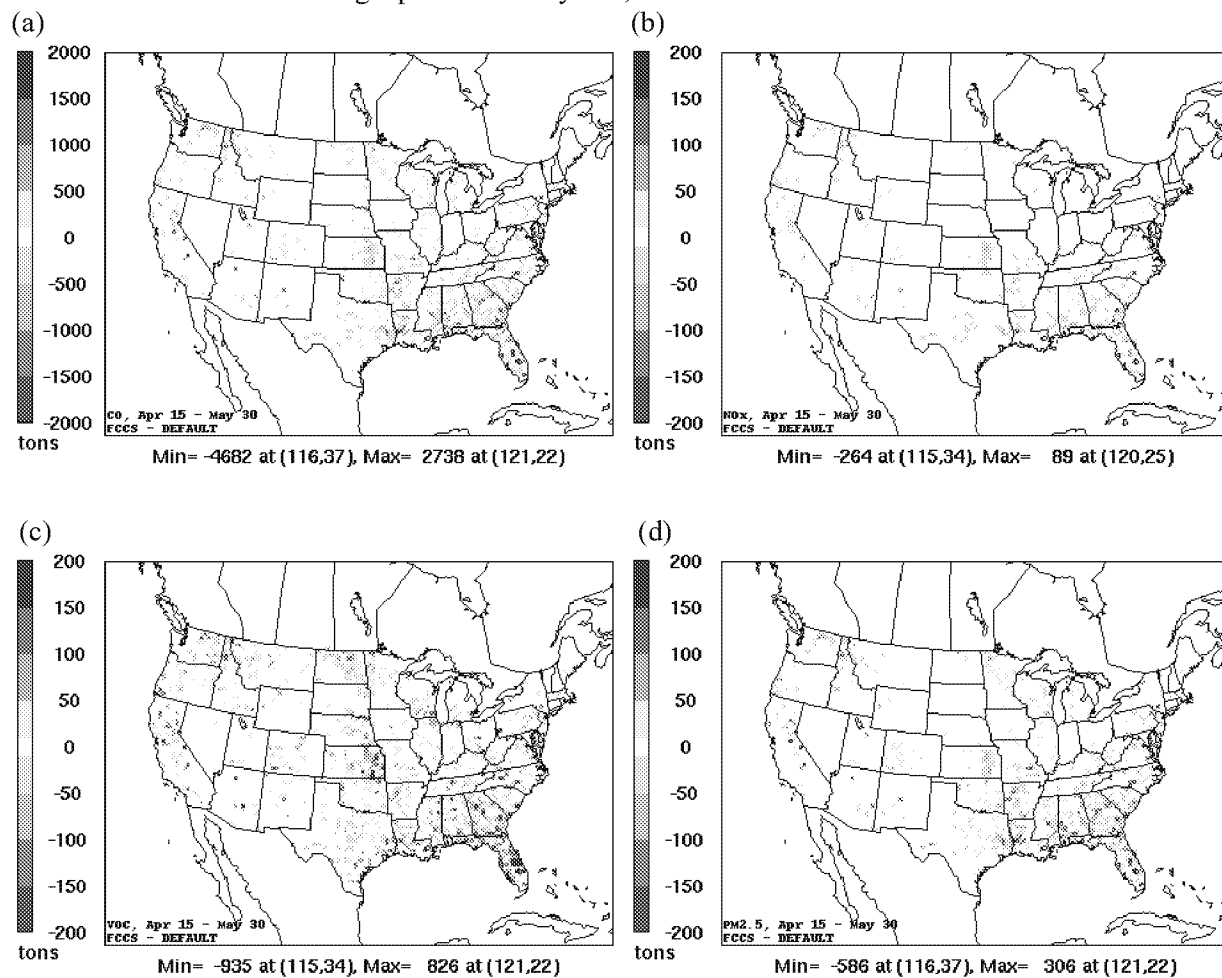 (a)
2000
1500
1000
500
0
-500
-1000
-1500
-2000
tons
CO, Apr 15 - May 30
FCCS - DEFAULT
Min= -4682 at (116,37), Max= 2738 at (121,22)
(b)
200
150
100
50
0
-50
-100
-150
-200
tons
NOx, Apr 15 - May 30
FCCS - DEFAULT
Min= -264 at (115,34), Max= 89 at (120,25)
(c)
200
150
100
50
0
-50
-100
-150
-200
tons
VOC, Apr 15 - May 30
FCCS - DEFAULT
Min= -935 at (115,34), Max= 826 at (121,22)
(d)
200
150
100
50
0
-50
-100
-150
-200
tons
PM2.5, Apr 15 - May 30
FCCS - DEFAULT
Min= -586 at (116,37), Max= 306 at (121,22)